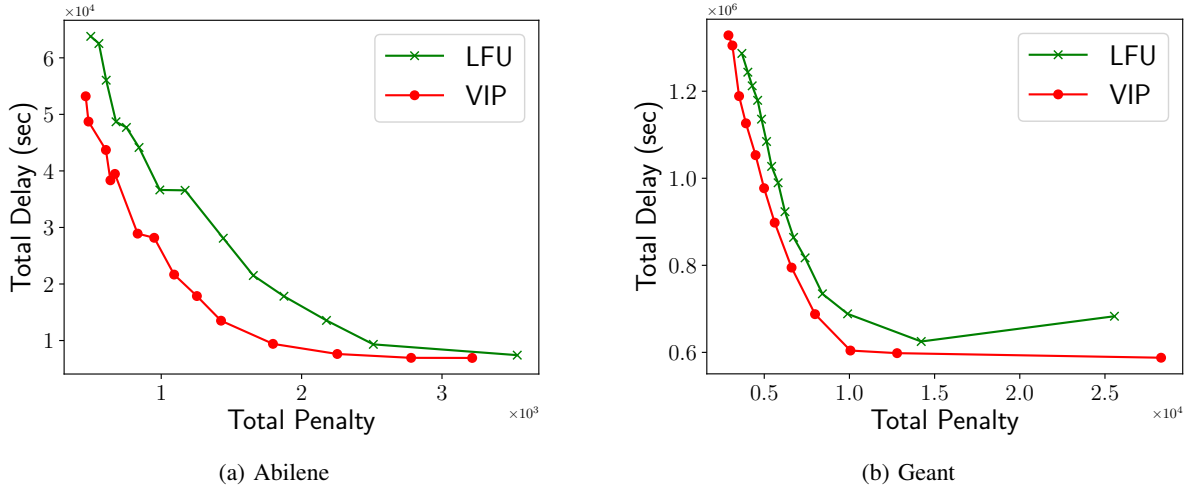 ×10⁴
6
5
4
3
2
1
Total Delay (sec)
LFU
VIP
1
2
3
×10³
Total Penalty
(a) Abilene
×10⁶
1.2
1.0
0.8
0.6
Total Delay (sec)
LFU
VIP
0.5
1.0
1.5
2.0
2.5
×10⁴
Total Penalty
(b) Geant